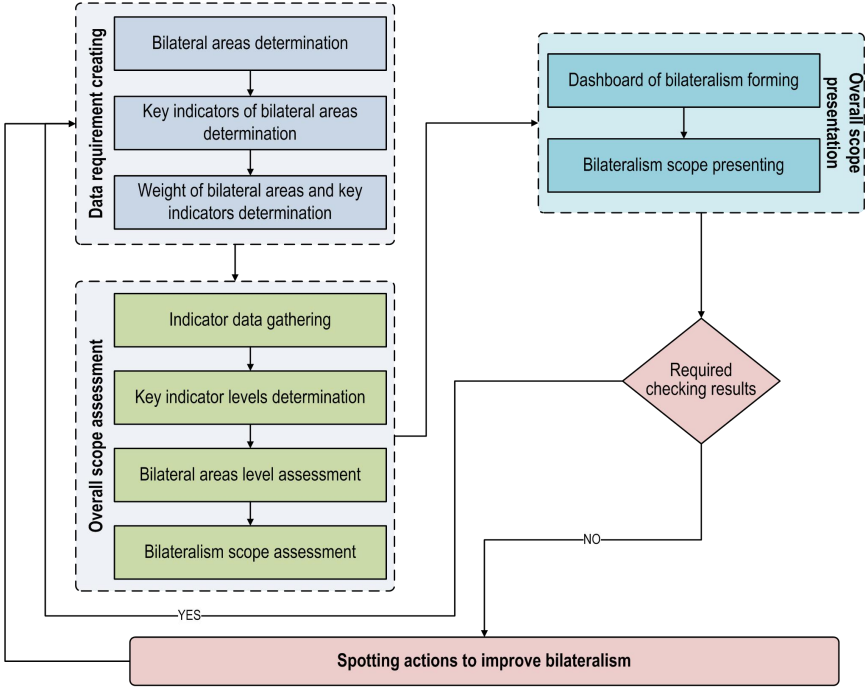 Data requirement creating
Bilateral areas determination
Key indicators of bilateral areas
determination
Weight of bilateral areas and key
indicators determination
Overall scope assessment
Indicator data gathering
Key indicator levels determination
Bilateral areas level assessment
Bilateralism scope assessment
Overall scope
presentation
Dashboard of bilateralism forming
Bilateralism scope presenting
Required
checking results
NO
YES
Spotting actions to improve bilateralism